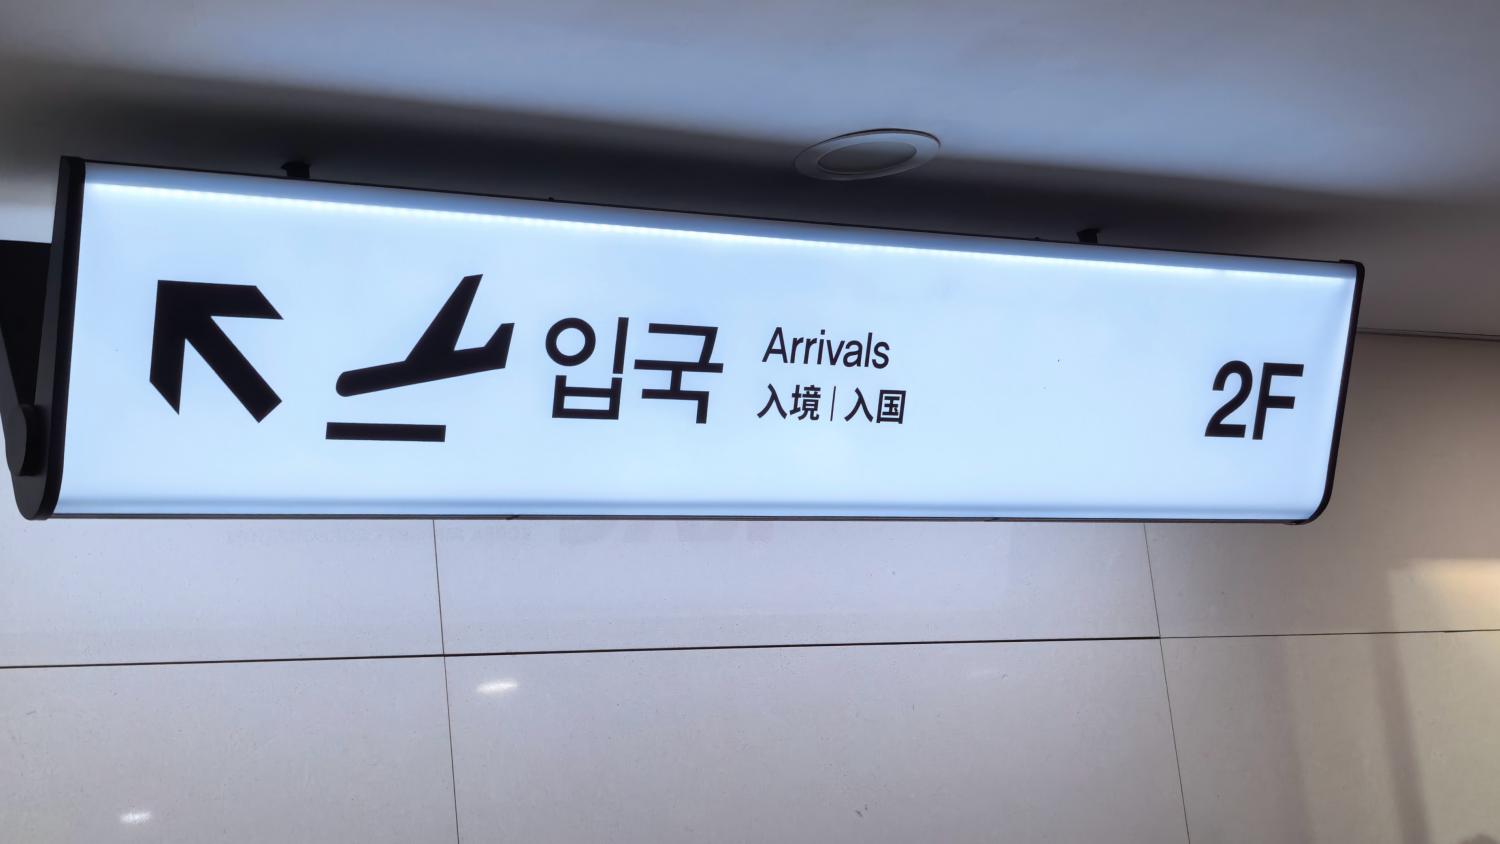 입국
Arrivals
入境 | 入国
2F